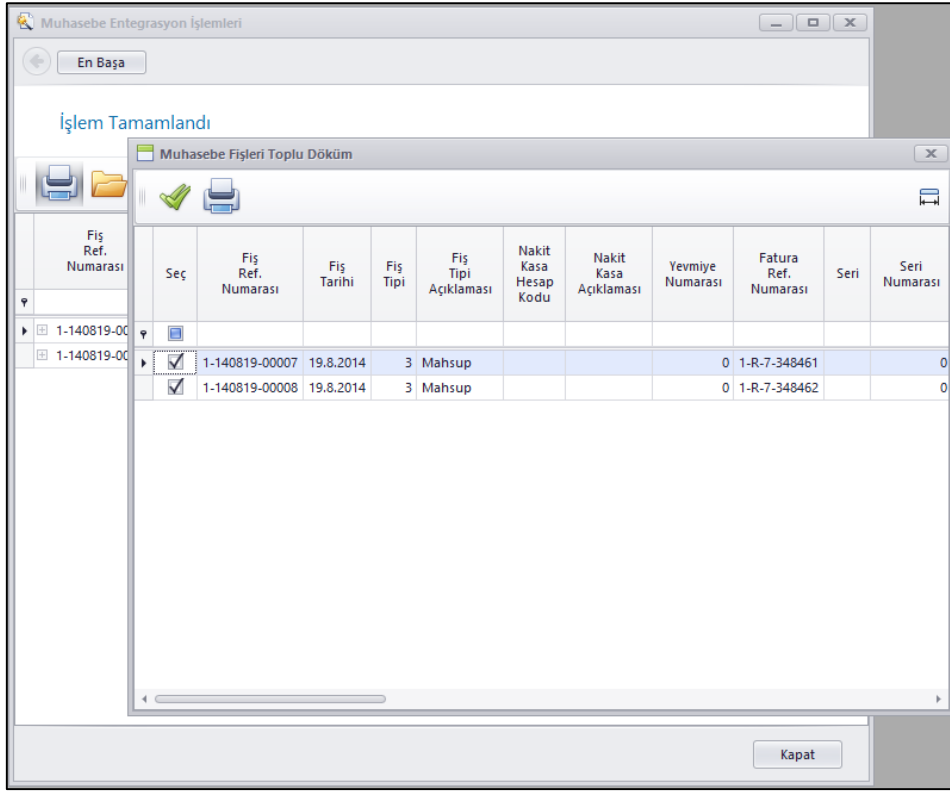 Muhasebe Entegrasyon İşlemleri
En Başa
İşlem Tamamlandı
Muhasebe Fişleri Toplu Döküm
Fiş
Ref.
Numarası
1-140819-00
1-140819-00
Seç
Fiş
Ref.
Numarası
Fiş
Tarihi
Fiş
Tipi
Fiş
Tipi
Açıklaması
Nakit
Kasa
Hesap
Kodu
Nakit
Kasa
Açıklaması
Yevmiye
Numarası
Fatura
Ref.
Numarası
Seri
Seri
Numarası
1-140819-00007 19.8.2014 3 Mahsup 0 1-R-7-348461 0
1-140819-00008 19.8.2014 3 Mahsup 0 1-R-7-348462 0
Kapat